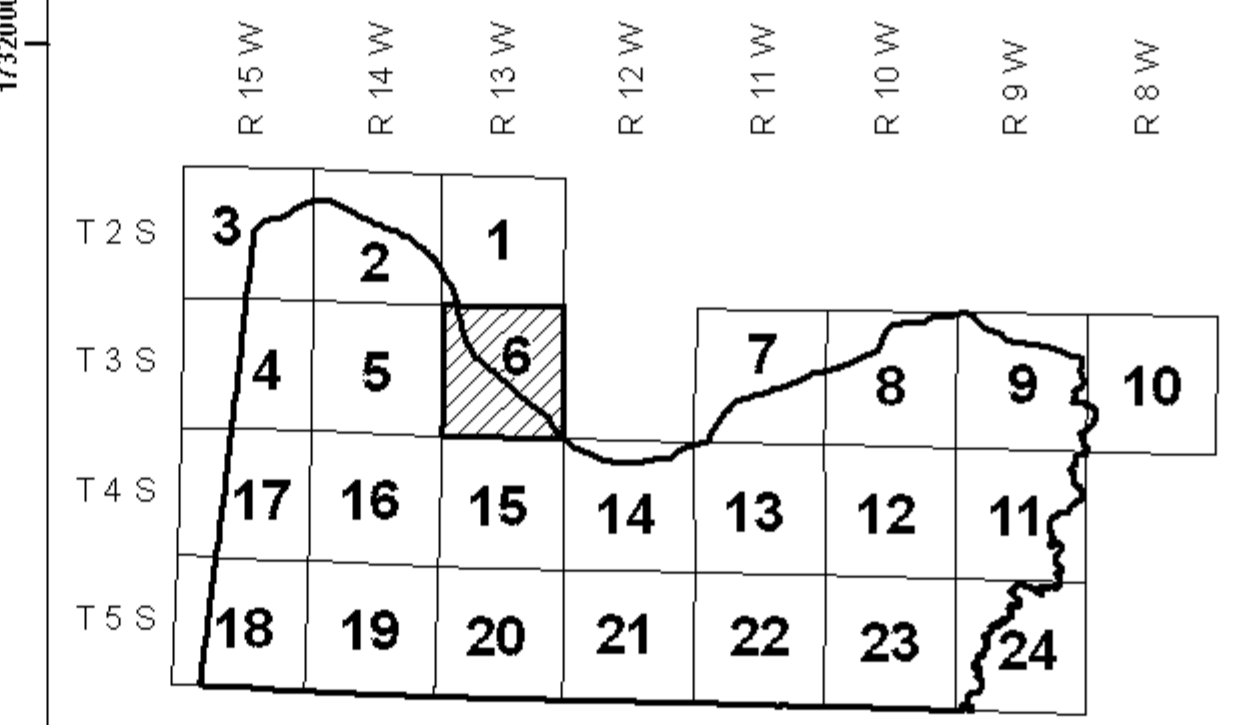 R 15 W R 14 W R 13 W R 12 W R 11 W R 10 W R 9 W R 8 W
T 2 S 3 2 1
T 3 S 4 5 6 7 8 9 10
T 4 S 17 16 15 14 13 12 11
T 5 S 18 19 20 21 22 23 24